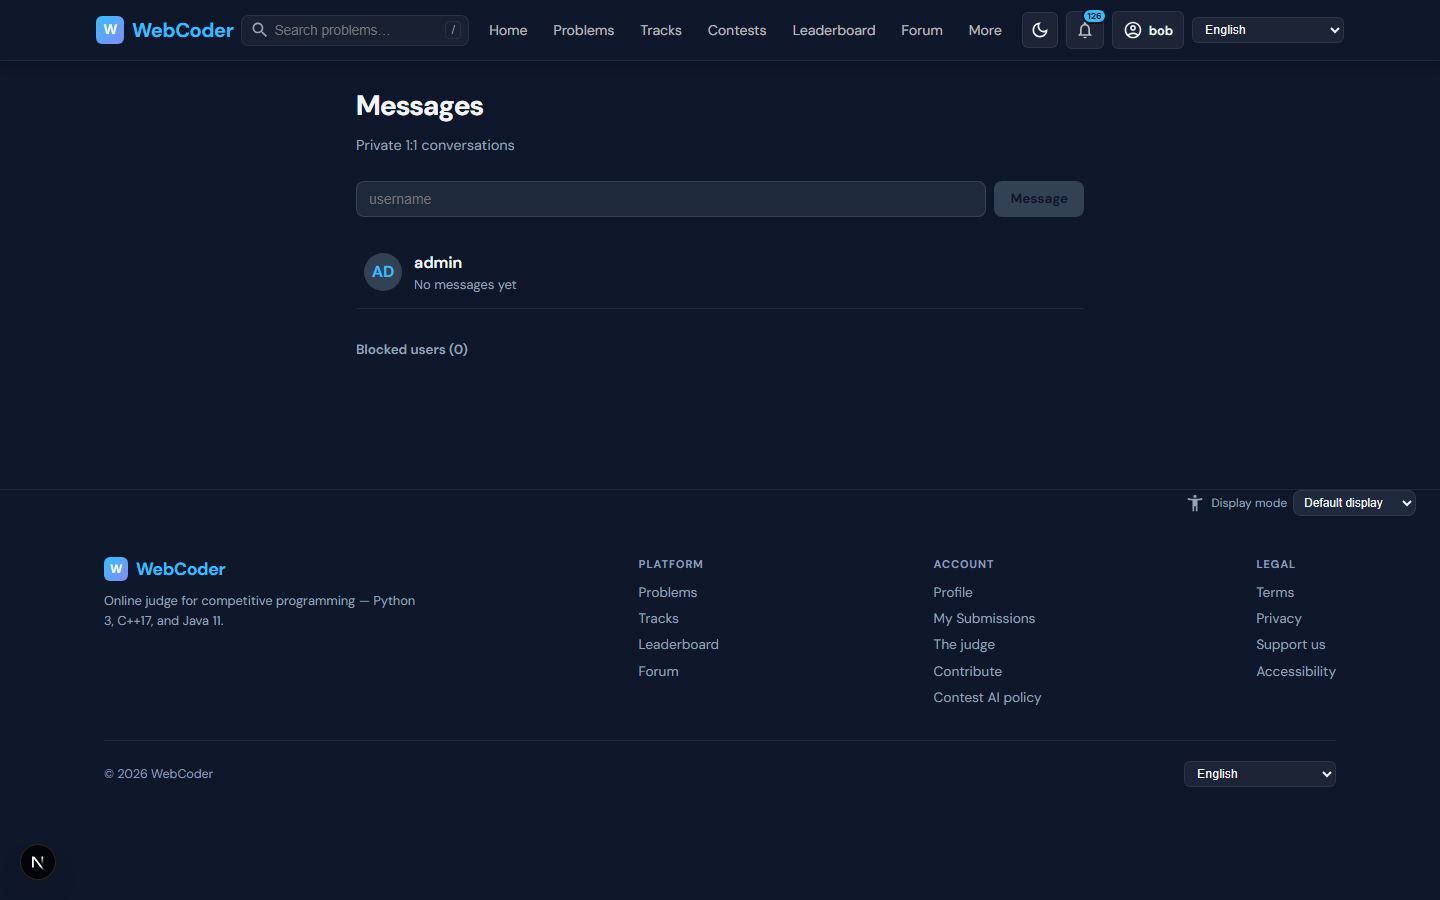 W WebCoder
Search problems... /
Home Problems Tracks Contests Leaderboard Forum More
126
bob
English
Messages
Private 1:1 conversations
username
Message
AD
admin
No messages yet
Blocked users (0)
Display mode
Default display
W WebCoder
Online judge for competitive programming — Python
3, C++17, and Java 11.
PLATFORM
Problems
Tracks
Leaderboard
Forum
ACCOUNT
Profile
My Submissions
The judge
Contribute
Contest AI policy
LEGAL
Terms
Privacy
Support us
Accessibility
© 2026 WebCoder
English
N